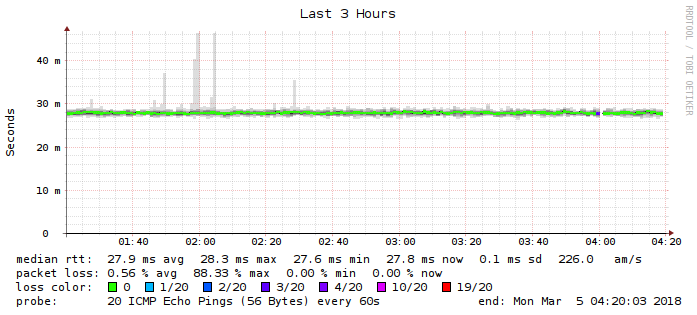 Last 3 Hours
RRDTOOL / TOBI OETIKER
Seconds
40 m
30 m
20 m
10 m
0
01:40 02:00 02:20 02:40 03:00 03:20 03:40 04:00 04:20
median rtt: 27.9 ms avg 28.3 ms max 27.6 ms min 27.8 ms now 0.1 ms sd 226.0 am/s
packet loss: 0.56 % avg 88.33 % max 0.00 % min 0.00 % now
loss color: 0 1/20 2/20 3/20 4/20 10/20 19/20
probe: 20 ICMP Echo Pings (56 Bytes) every 60s end: Mon Mar 5 04:20:03 2018